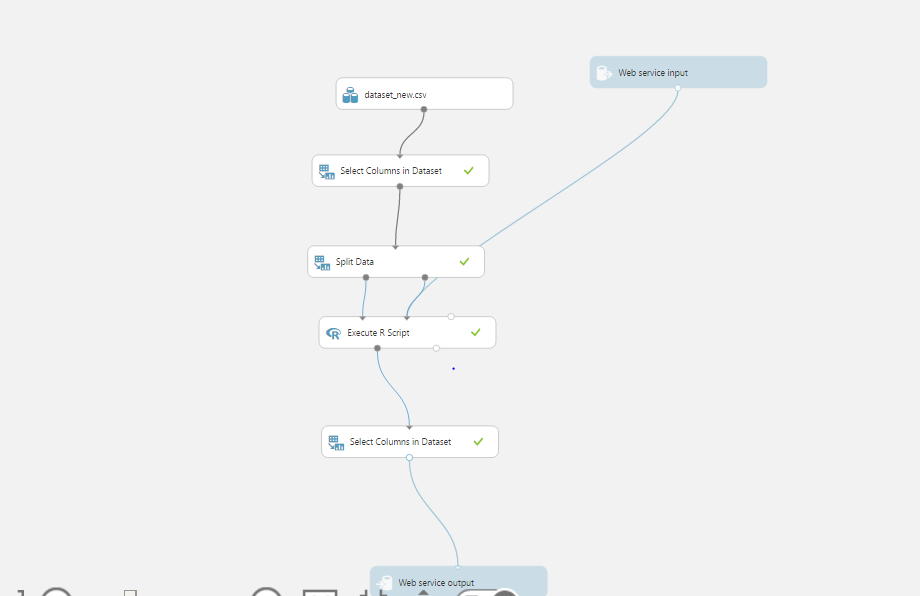 Web service input
dataset_new.csv
Select Columns in Dataset
Split Data
Execute R Script
Select Columns in Dataset
Web service output